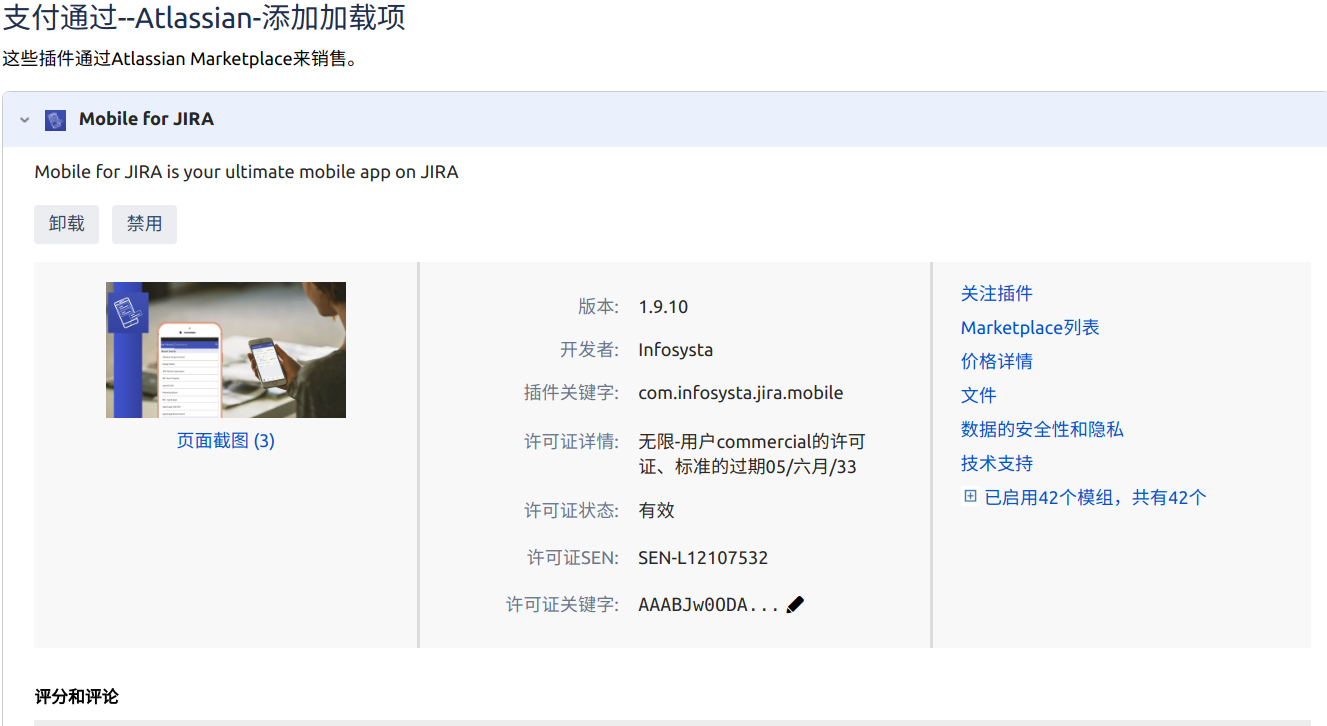 支付通过--Atlassian-添加加载项
这些插件通过Atlassian Marketplace来销售。
Mobile for JIRA
Mobile for JIRA is your ultimate mobile app on JIRA
卸载 禁用
页面截图 (3)
版本: 1.9.10
开发者: Infosysta
插件关键字: com.infosysta.jira.mobile
许可证详情: 无限-用户commercial的许可
证、标准的过期05/六月/33
许可证状态: 有效
许可证SEN: SEN-L12107532
许可证关键字: AAABJw0ODA...
关注插件
Marketplace列表
价格详情
文件
数据的安全性和隐私
技术支持
已启用42个模组，共有42个
评分和评论